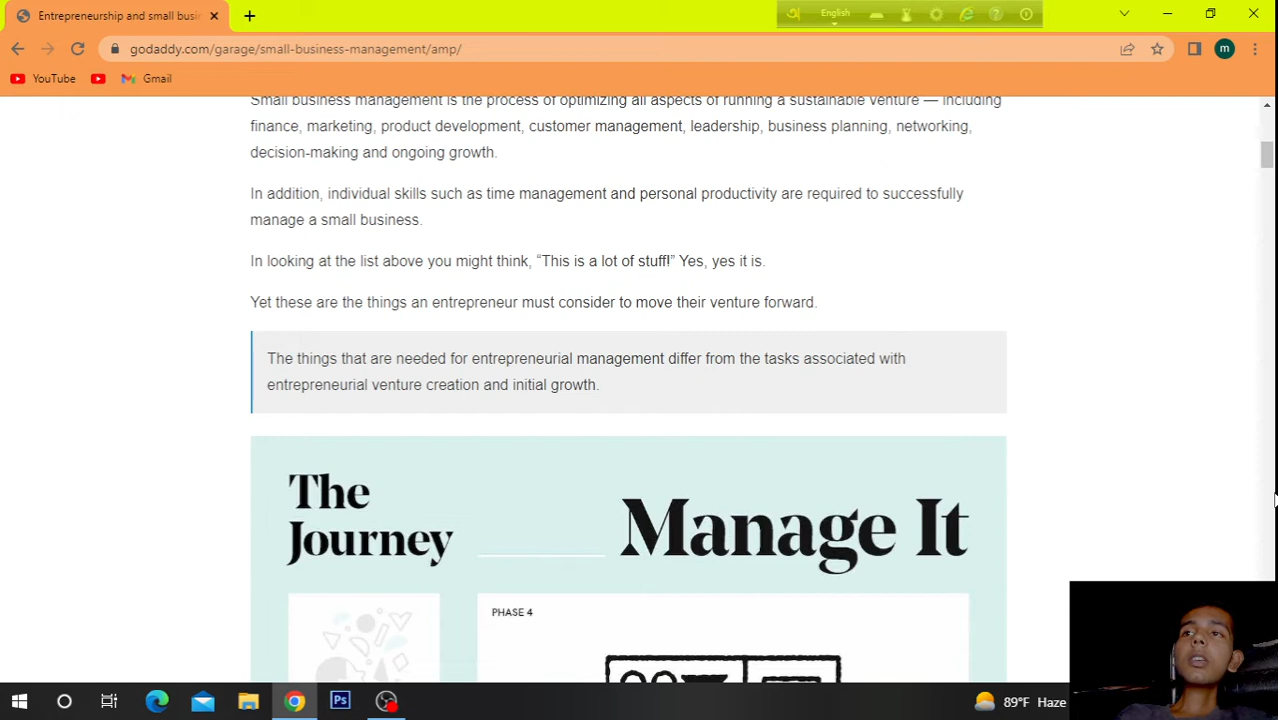 Entrepreneurship and small busin
English
godaddy.com/garage/small-business-management/amp/
m
YouTube
Gmail
Small business management is the process of optimizing all aspects of running a sustainable venture — including
finance, marketing, product development, customer management, leadership, business planning, networking,
decision-making and ongoing growth.
In addition, individual skills such as time management and personal productivity are required to successfully
manage a small business.
In looking at the list above you might think, “This is a lot of stuff!” Yes, yes it is.
Yet these are the things an entrepreneur must consider to move their venture forward.
The things that are needed for entrepreneurial management differ from the tasks associated with
entrepreneurial venture creation and initial growth.
The
Journey
Manage It
PHASE 4
Ps
89°F Haze